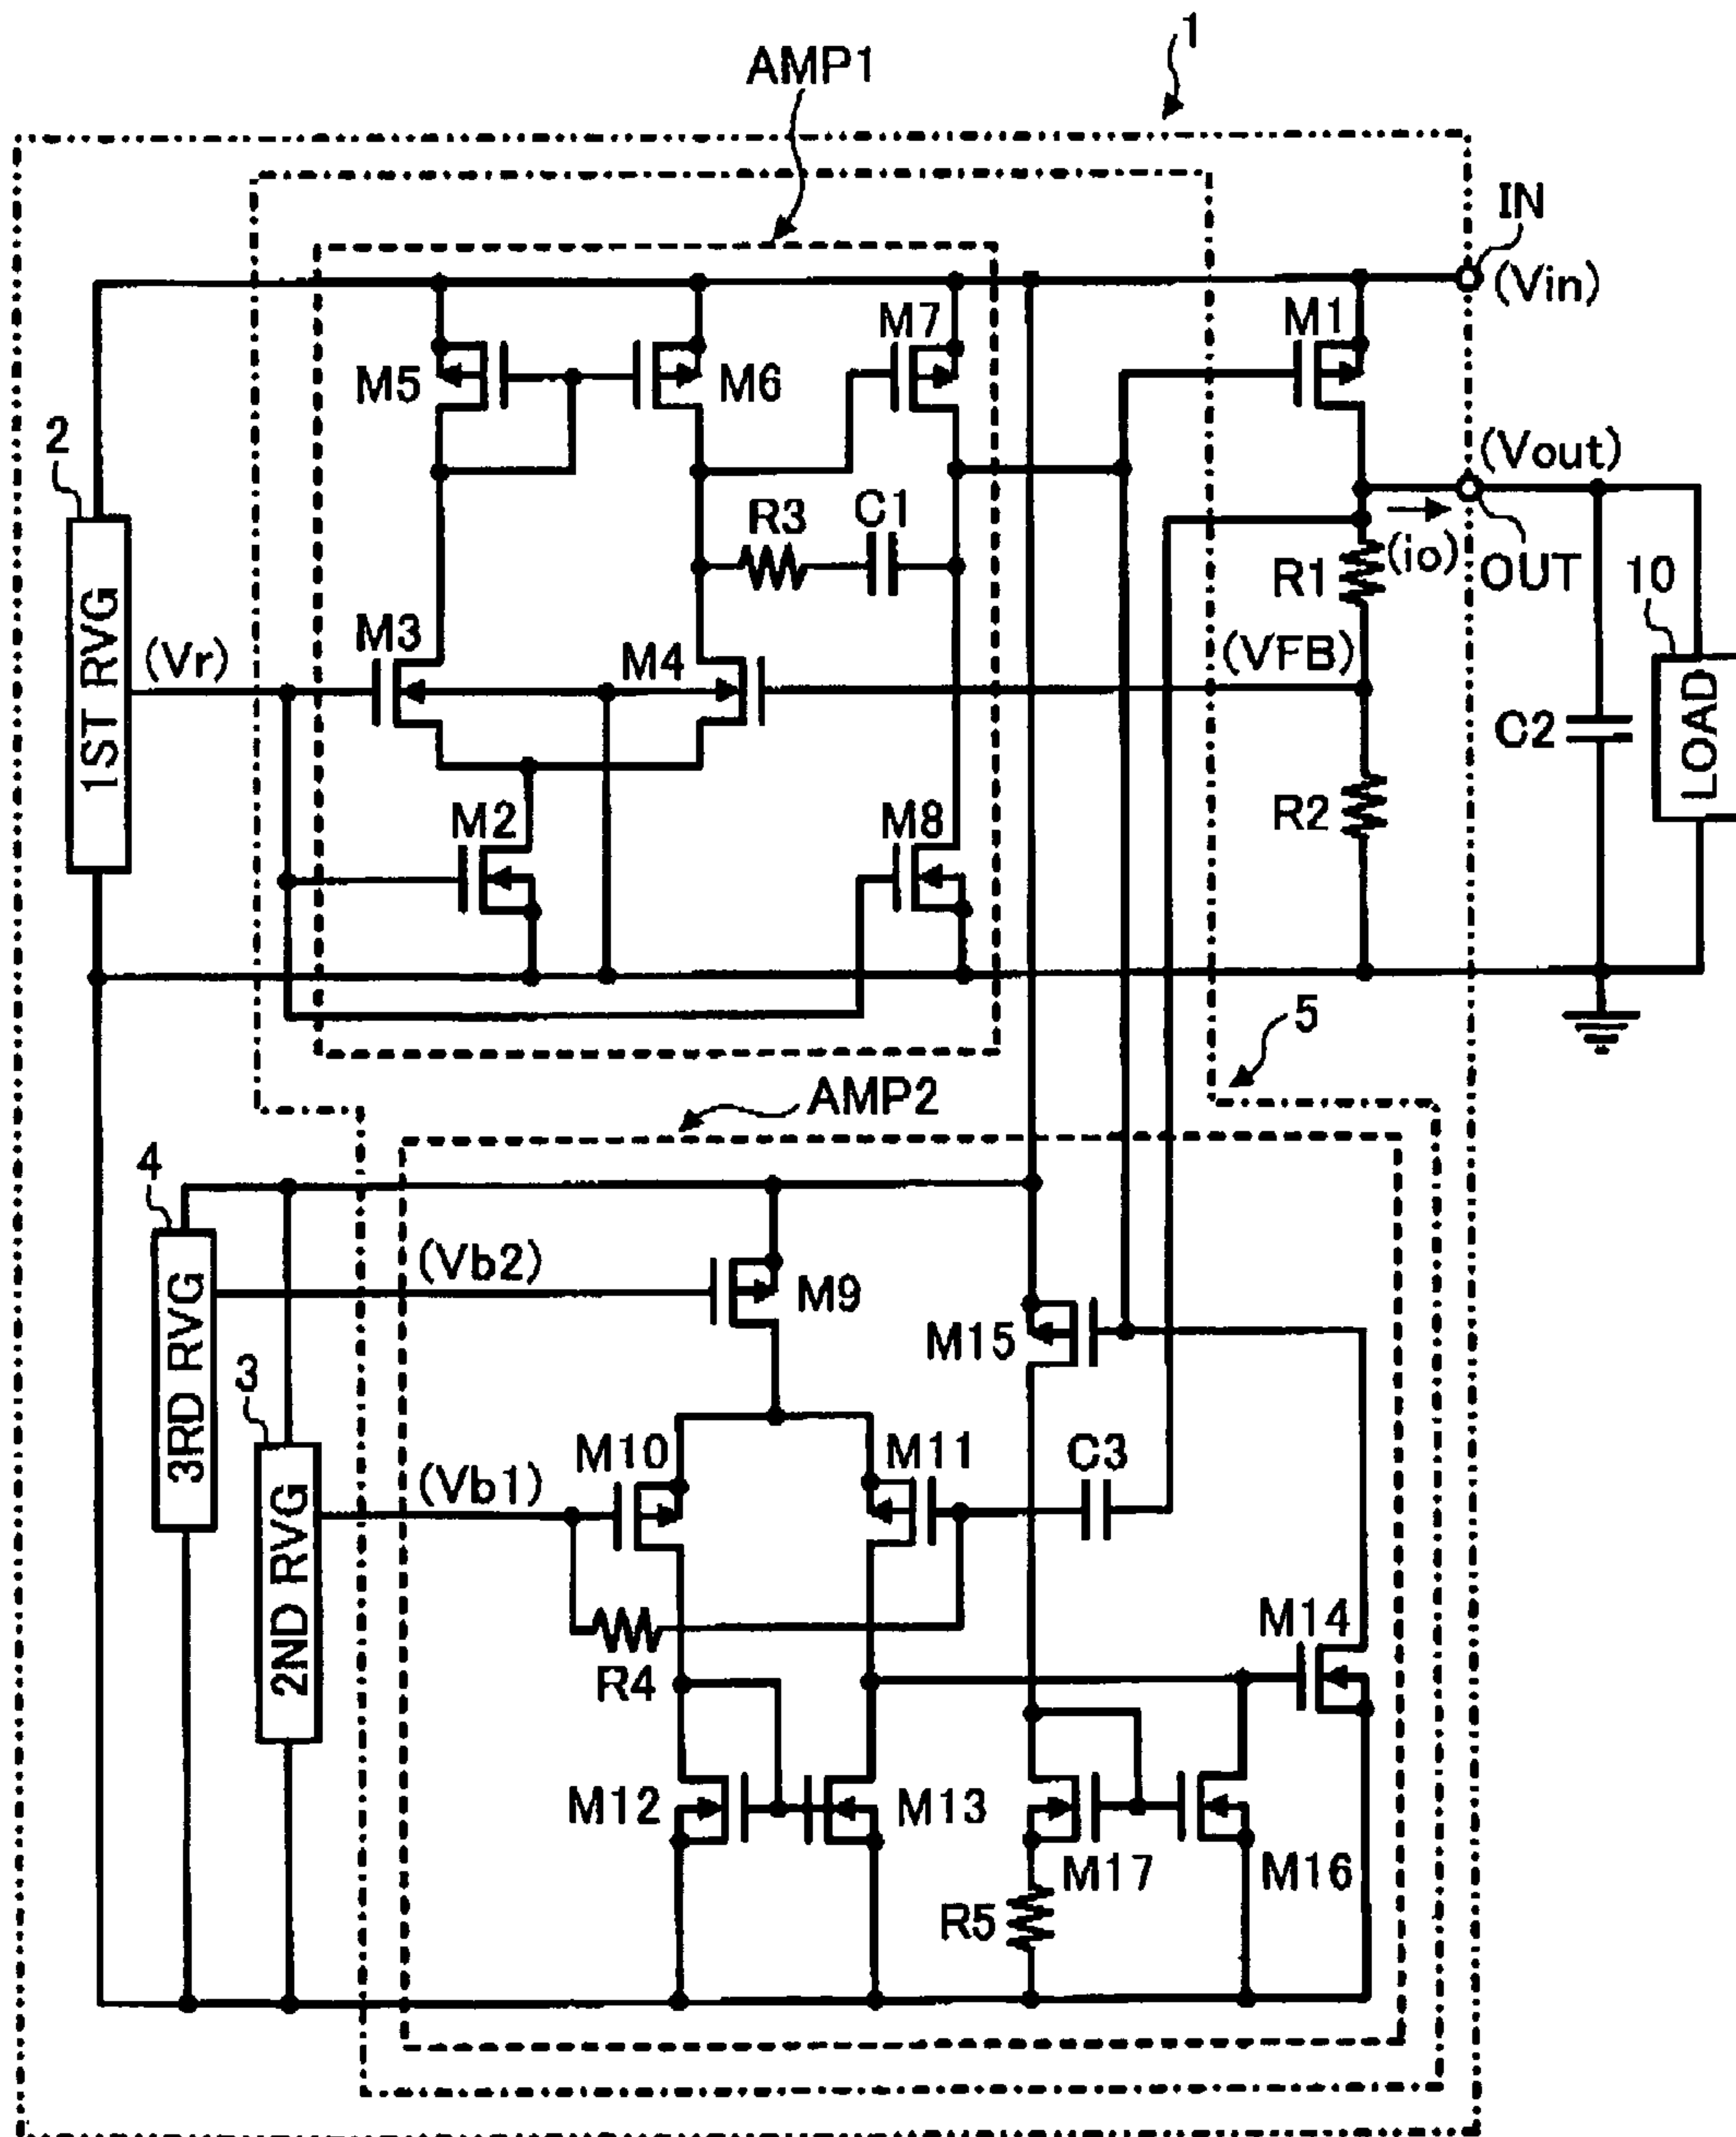 1
AMP1
IN
(Vin)
M7
M1
M5
M6
2
(Vout)
R3
C1
(io)
OUT
R1
10
1ST RVG
(Vr)
M3
M4
(VFB)
LOAD
C2
M2
M8
R2
5
AMP2
4
(Vb2)
M9
3RD RVG
M15
3
M10
M11
C3
(Vb1)
2ND RVG
M14
R4
M12
M13
M17
M16
R5